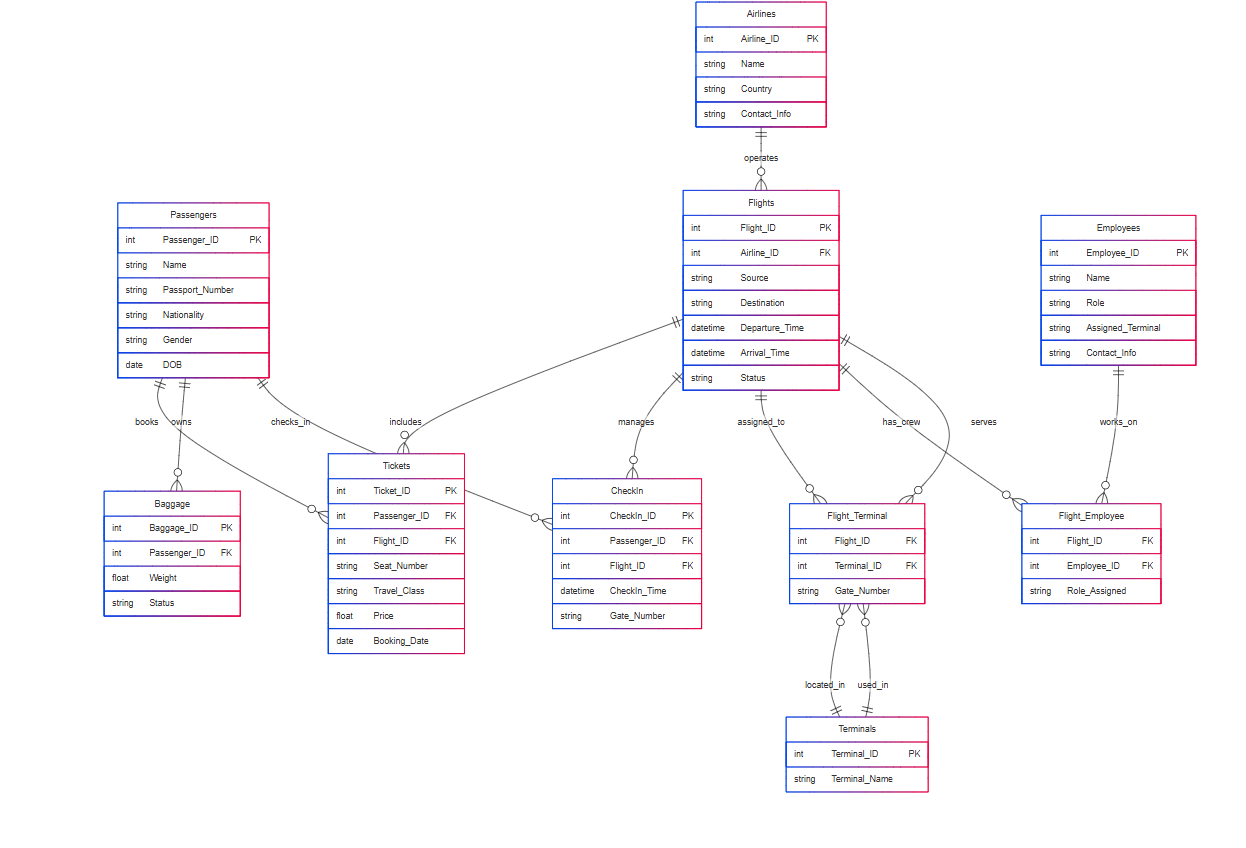 Airlines
int Airline_ID PK
string Name
string Country
string Contact_Info
operates
Passengers
int Passenger_ID PK
string Name
string Passport_Number
string Nationality
string Gender
date DOB
Flights
int Flight_ID PK
int Airline_ID FK
string Source
string Destination
datetime Departure_Time
datetime Arrival_Time
string Status
Employees
int Employee_ID PK
string Name
string Role
string Assigned_Terminal
string Contact_Info
books owns checks_in includes manages assigned_to has_crew serves works_on
Baggage
int Baggage_ID PK
int Passenger_ID FK
float Weight
string Status
Tickets
int Ticket_ID PK
int Passenger_ID FK
int Flight_ID FK
string Seat_Number
string Travel_Class
float Price
date Booking_Date
CheckIn
int CheckIn_ID PK
int Passenger_ID FK
int Flight_ID FK
datetime CheckIn_Time
string Gate_Number
Flight_Terminal
int Flight_ID FK
int Terminal_ID FK
string Gate_Number
Flight_Employee
int Flight_ID FK
int Employee_ID FK
string Role_Assigned
located_in used_in
Terminals
int Terminal_ID PK
string Terminal_Name